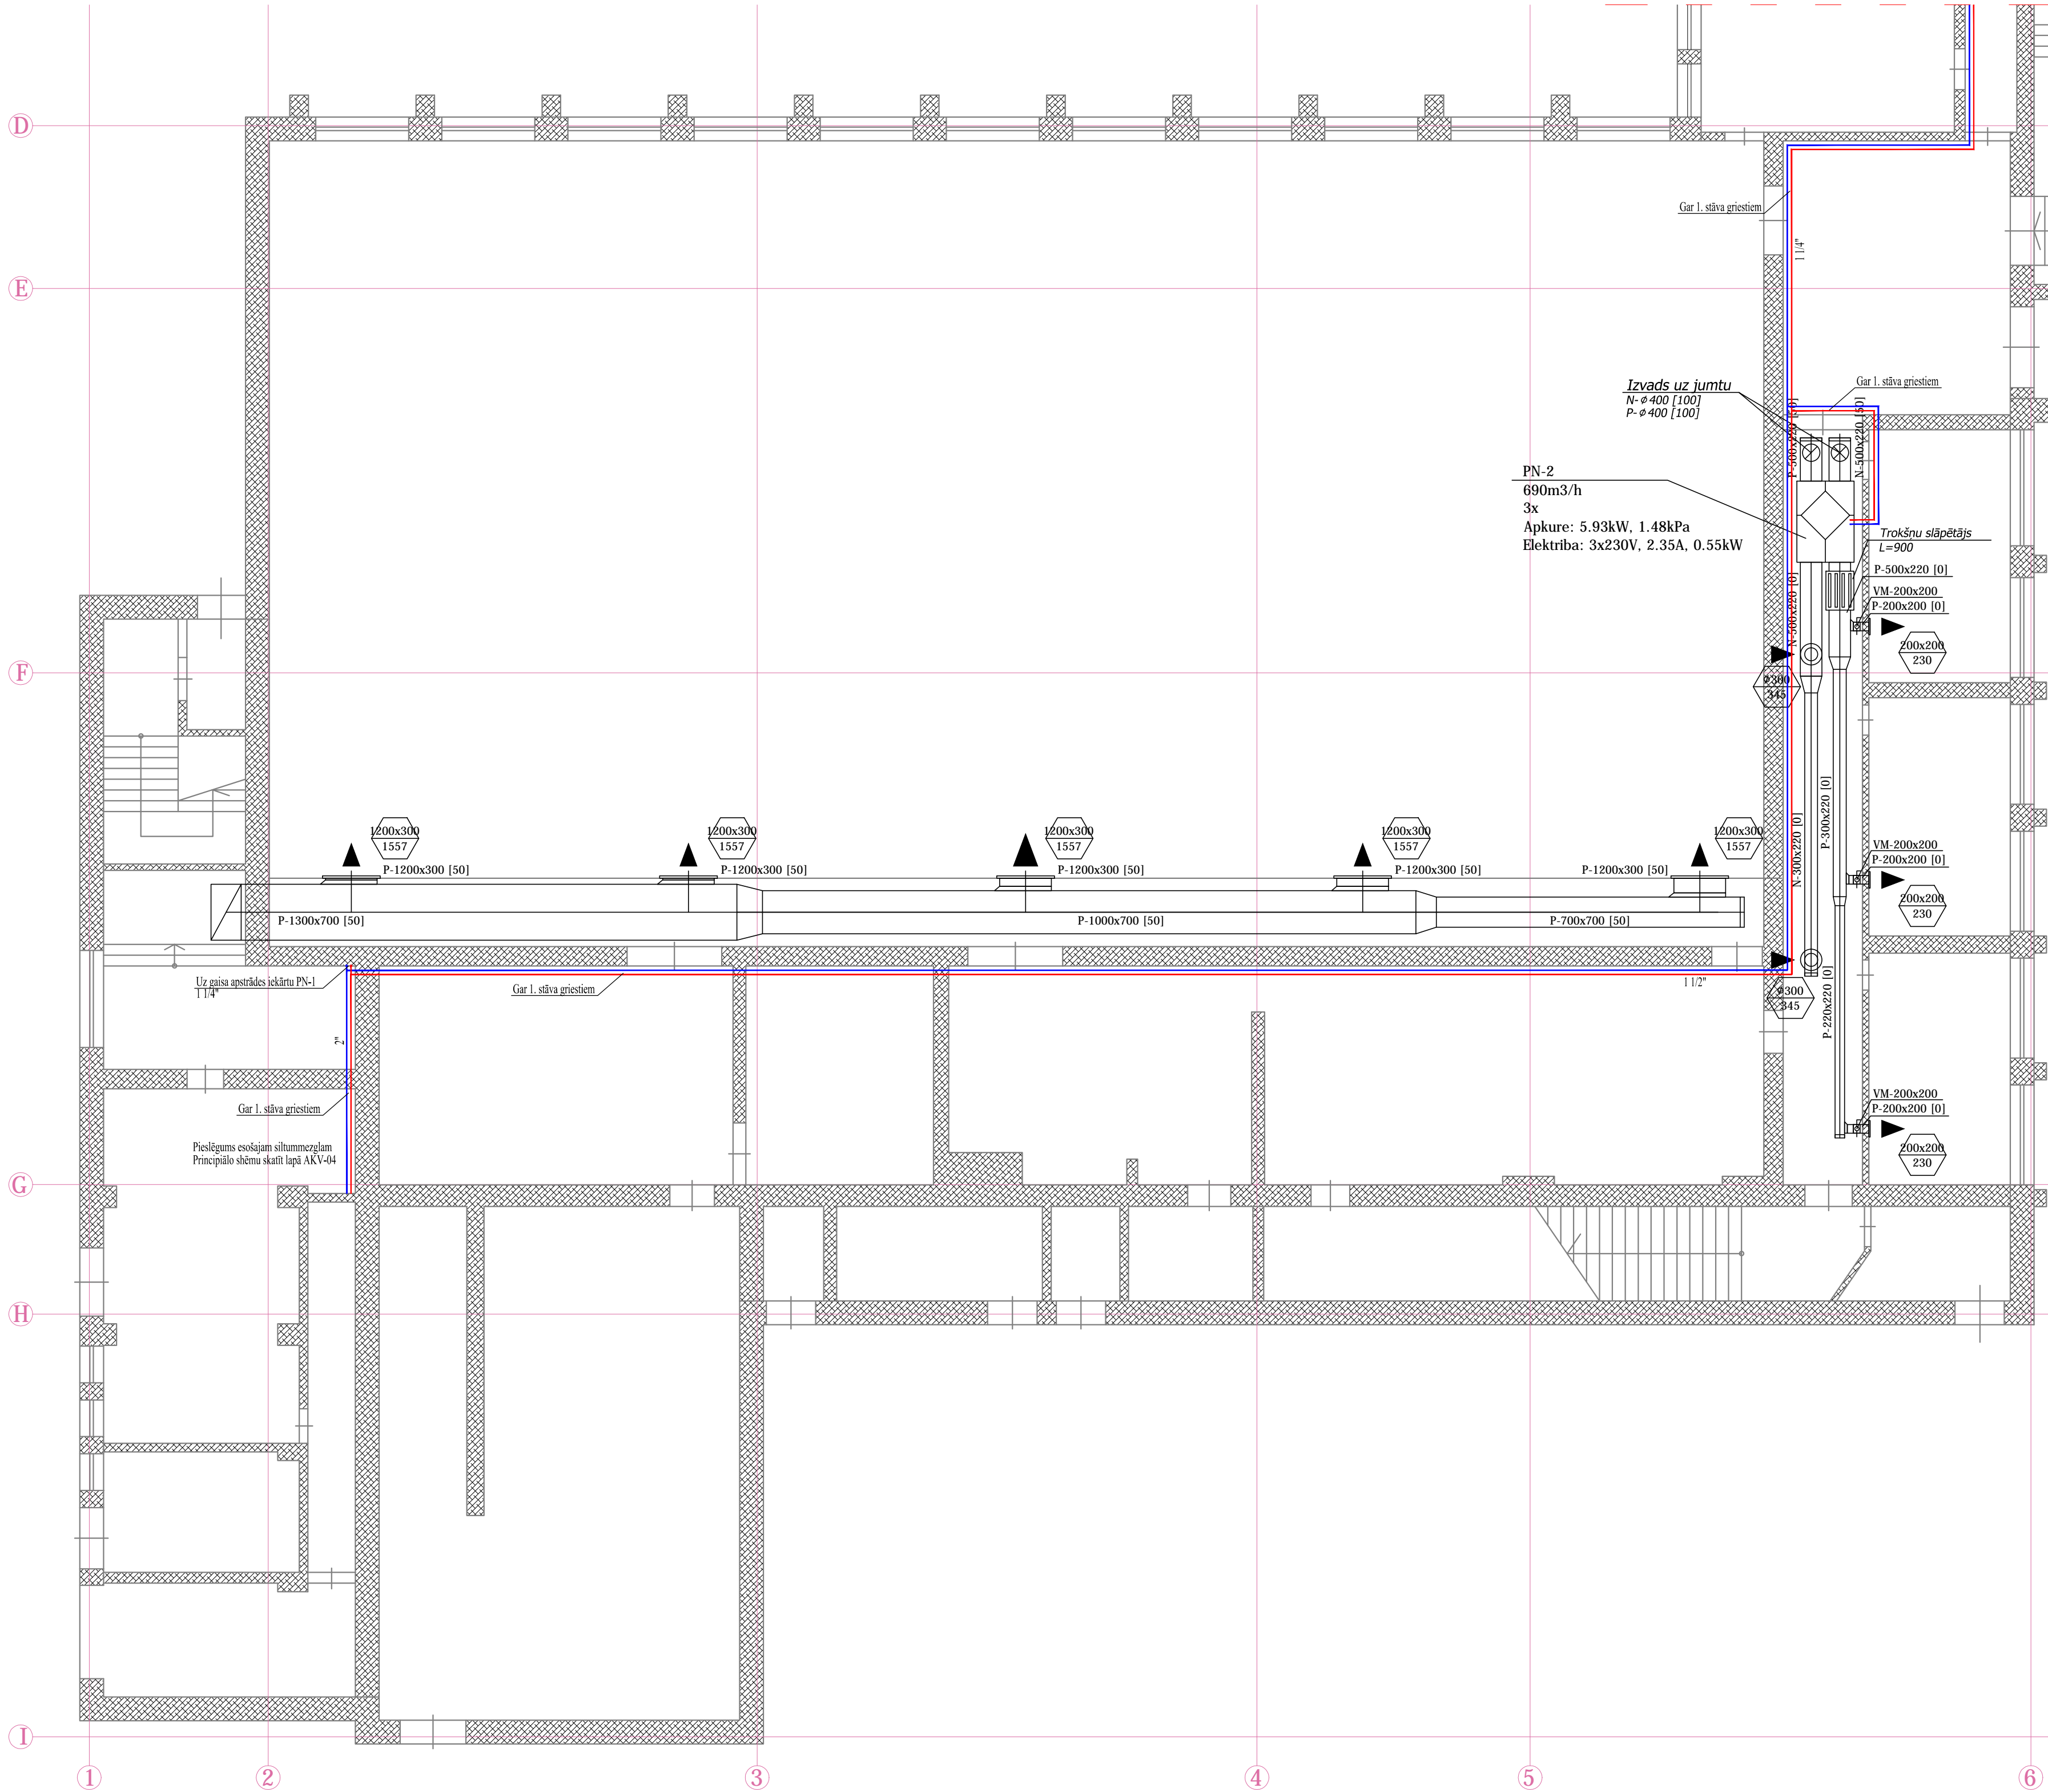 D
Gar 1. stāva griestiem
1 1/4"
E
Izvads uz jumtu
N-ϕ400 [100]
P-ϕ400 [100]
Gar 1. stāva griestiem
P-500x220 [50]
N-500x220 [50]
PN-2
690m3/h
3x
Apkure: 5.93kW, 1.48kPa
Elektriba: 3x230V, 2.35A, 0.55kW
Trokšņu slāpētājs
L=900
P-500x220 [0]
VM-200x200
P-200x200 [0]
N-500x220 [0]
200x200
230
F
ϕ300
345
P-300x220 [0]
N-300x220 [0]
1200x300
1557
1200x300
1557
1200x300
1557
1200x300
1557
1200x300
1557
P-1200x300 [50]
P-1200x300 [50]
P-1200x300 [50]
P-1200x300 [50]
P-1200x300 [50]
VM-200x200
P-200x200 [0]
200x200
230
P-1300x700 [50]
P-1000x700 [50]
P-700x700 [50]
Uz gaisa apstrādes iekārtu PN-1
1 1/4"
Gar 1. stāva griestiem
1 1/2"
ϕ300
345
P-220x220 [0]
2"
Gar 1. stāva griestiem
VM-200x200
P-200x200 [0]
200x200
230
Pieslēgums esošajam siltummezglam
Principiālo shēmu skatīt lapā AKV-04
G
H
I
1
2
3
4
5
6